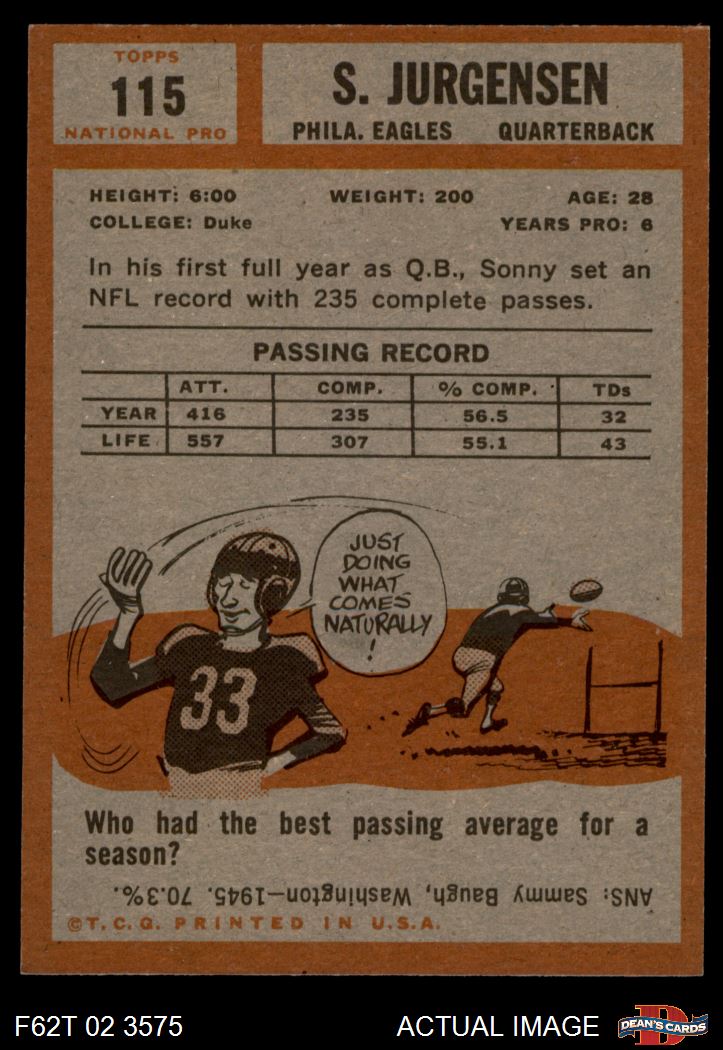 TOPPS
115
NATIONAL PRO
S. JURGENSEN
PHILA. EAGLES QUARTERBACK
HEIGHT: 6:00 WEIGHT: 200 AGE: 28
COLLEGE: Duke YEARS PRO: 6
In his first full year as Q.B., Sonny set an
NFL record with 235 complete passes.
PASSING RECORD
ATT. COMP. % COMP. TDs
YEAR 416 235 56.5 32
LIFE 557 307 55.1 43
JUST
DOING
WHAT
COMES
NATURALLY
!
33
Who had the best passing average for a
season?
ANS: Sammy Baugh, Washington—1945. 70.3%.
©T.C.G. PRINTED IN U.S.A.
F62T 02 3575 ACTUAL IMAGE
D
DEAN'S CARDS